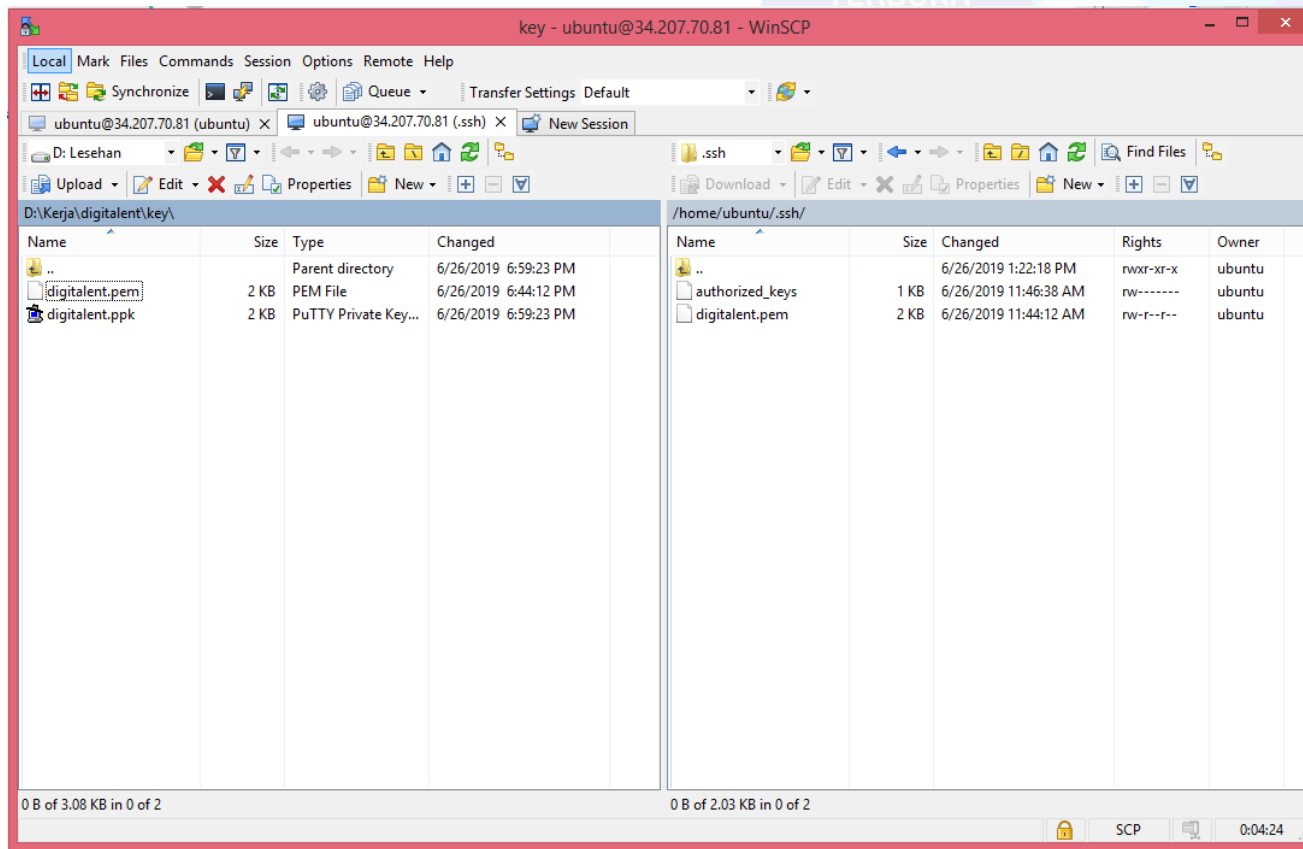 TERBUKA
key - ubuntu@34.207.70.81 - WinSCP
Local Mark Files Commands Session Options Remote Help
Synchronize Queue Transfer Settings Default
ubuntu@34.207.70.81 (ubuntu) ubuntu@34.207.70.81 (.ssh) New Session
D: Lesehan .ssh Find Files
Upload Edit Properties New Download Edit Properties New
D:\Kerja\digitalent\key\ /home/ubuntu/.ssh/
Name Size Type Changed Name Size Changed Rights Owner
.. Parent directory 6/26/2019 6:59:23 PM .. 6/26/2019 1:22:18 PM rwxr-xr-x ubuntu
digitalent.pem 2 KB PEM File 6/26/2019 6:44:12 PM authorized_keys 1 KB 6/26/2019 11:46:38 AM rw------- ubuntu
digitalent.ppk 2 KB PuTTY Private Key... 6/26/2019 6:59:23 PM digitalent.pem 2 KB 6/26/2019 11:44:12 AM rw-r--r-- ubuntu
0 B of 3.08 KB in 0 of 2 0 B of 2.03 KB in 0 of 2
SCP 0:04:24